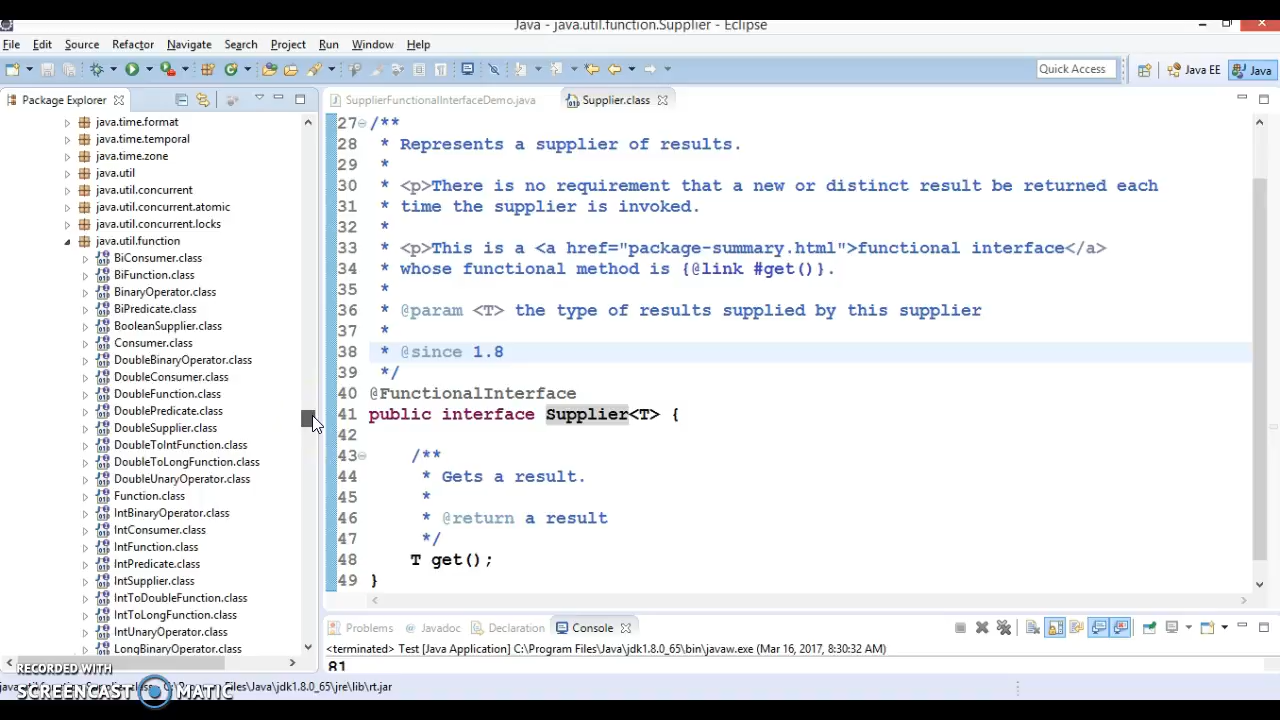 Java - java.util.function.Supplier - Eclipse
File Edit Source Refactor Navigate Search Project Run Window Help
Quick Access
Java EE
Java
Package Explorer
SupplierFunctionalInterfaceDemo.java
Supplier.class
java.time.format
java.time.temporal
java.time.zone
java.util
java.util.concurrent
java.util.concurrent.atomic
java.util.concurrent.locks
java.util.function
BiConsumer.class
BiFunction.class
BinaryOperator.class
BiPredicate.class
BooleanSupplier.class
Consumer.class
DoubleBinaryOperator.class
DoubleConsumer.class
DoubleFunction.class
DoublePredicate.class
DoubleSupplier.class
DoubleToIntFunction.class
DoubleToLongFunction.class
DoubleUnaryOperator.class
Function.class
IntBinaryOperator.class
IntConsumer.class
IntFunction.class
IntPredicate.class
IntSupplier.class
IntToDoubleFunction.class
IntToLongFunction.class
IntUnaryOperator.class
LongBinaryOperator.class
27 /**
28 * Represents a supplier of results.
29 *
30 * <p>There is no requirement that a new or distinct result be returned each
31 * time the supplier is invoked.
32 *
33 * <p>This is a <a href="package-summary.html">functional interface</a>
34 * whose functional method is {@link #get()}.
35 *
36 * @param <T> the type of results supplied by this supplier
37 *
38 * @since 1.8
39 */
40 @FunctionalInterface
41 public interface Supplier<T> {
42
43 /**
44 * Gets a result.
45 *
46 * @return a result
47 */
48 T get();
49 }
Problems Javadoc Declaration Console
<terminated> Test [Java Application] C:\Program Files\Java\jdk1.8.0_65\bin\javaw.exe (Mar 16, 2017, 8:30:32 AM)
81
RECORDED WITH
SCREENCAST MATIC
C:\Program Files\Java\jdk1.8.0_65\jre\lib\rt.jar